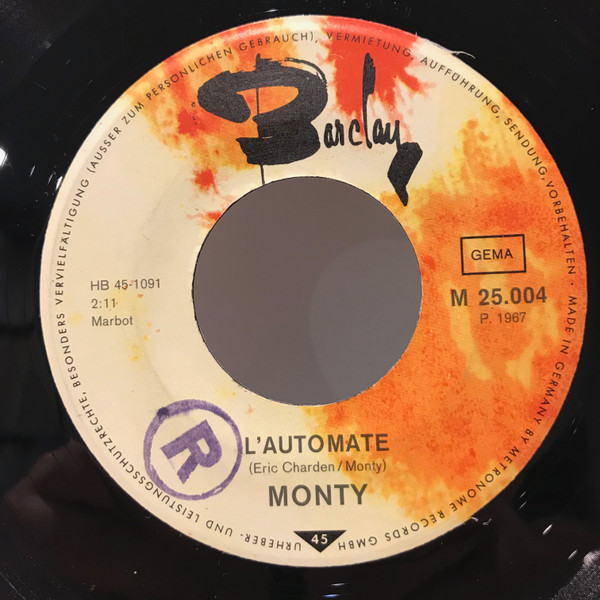 Barclay
URHEBER- UND LEISTUNGSSCHUTZRECHTE, BESONDERS VERVIELFÄLTIGUNG (AUSSER ZUM PERSÖNLICHEN GEBRAUCH), VERMIETUNG, AUFFÜHRUNG, SENDUNG, VORBEHALTEN · MADE IN GERMANY BY METRONOME RECORDS GMBH
GEMA
HB 45-1091
2:11
Marbot
M 25.004
P. 1967
R
L'AUTOMATE
(Eric Charden/Monty)
MONTY
45